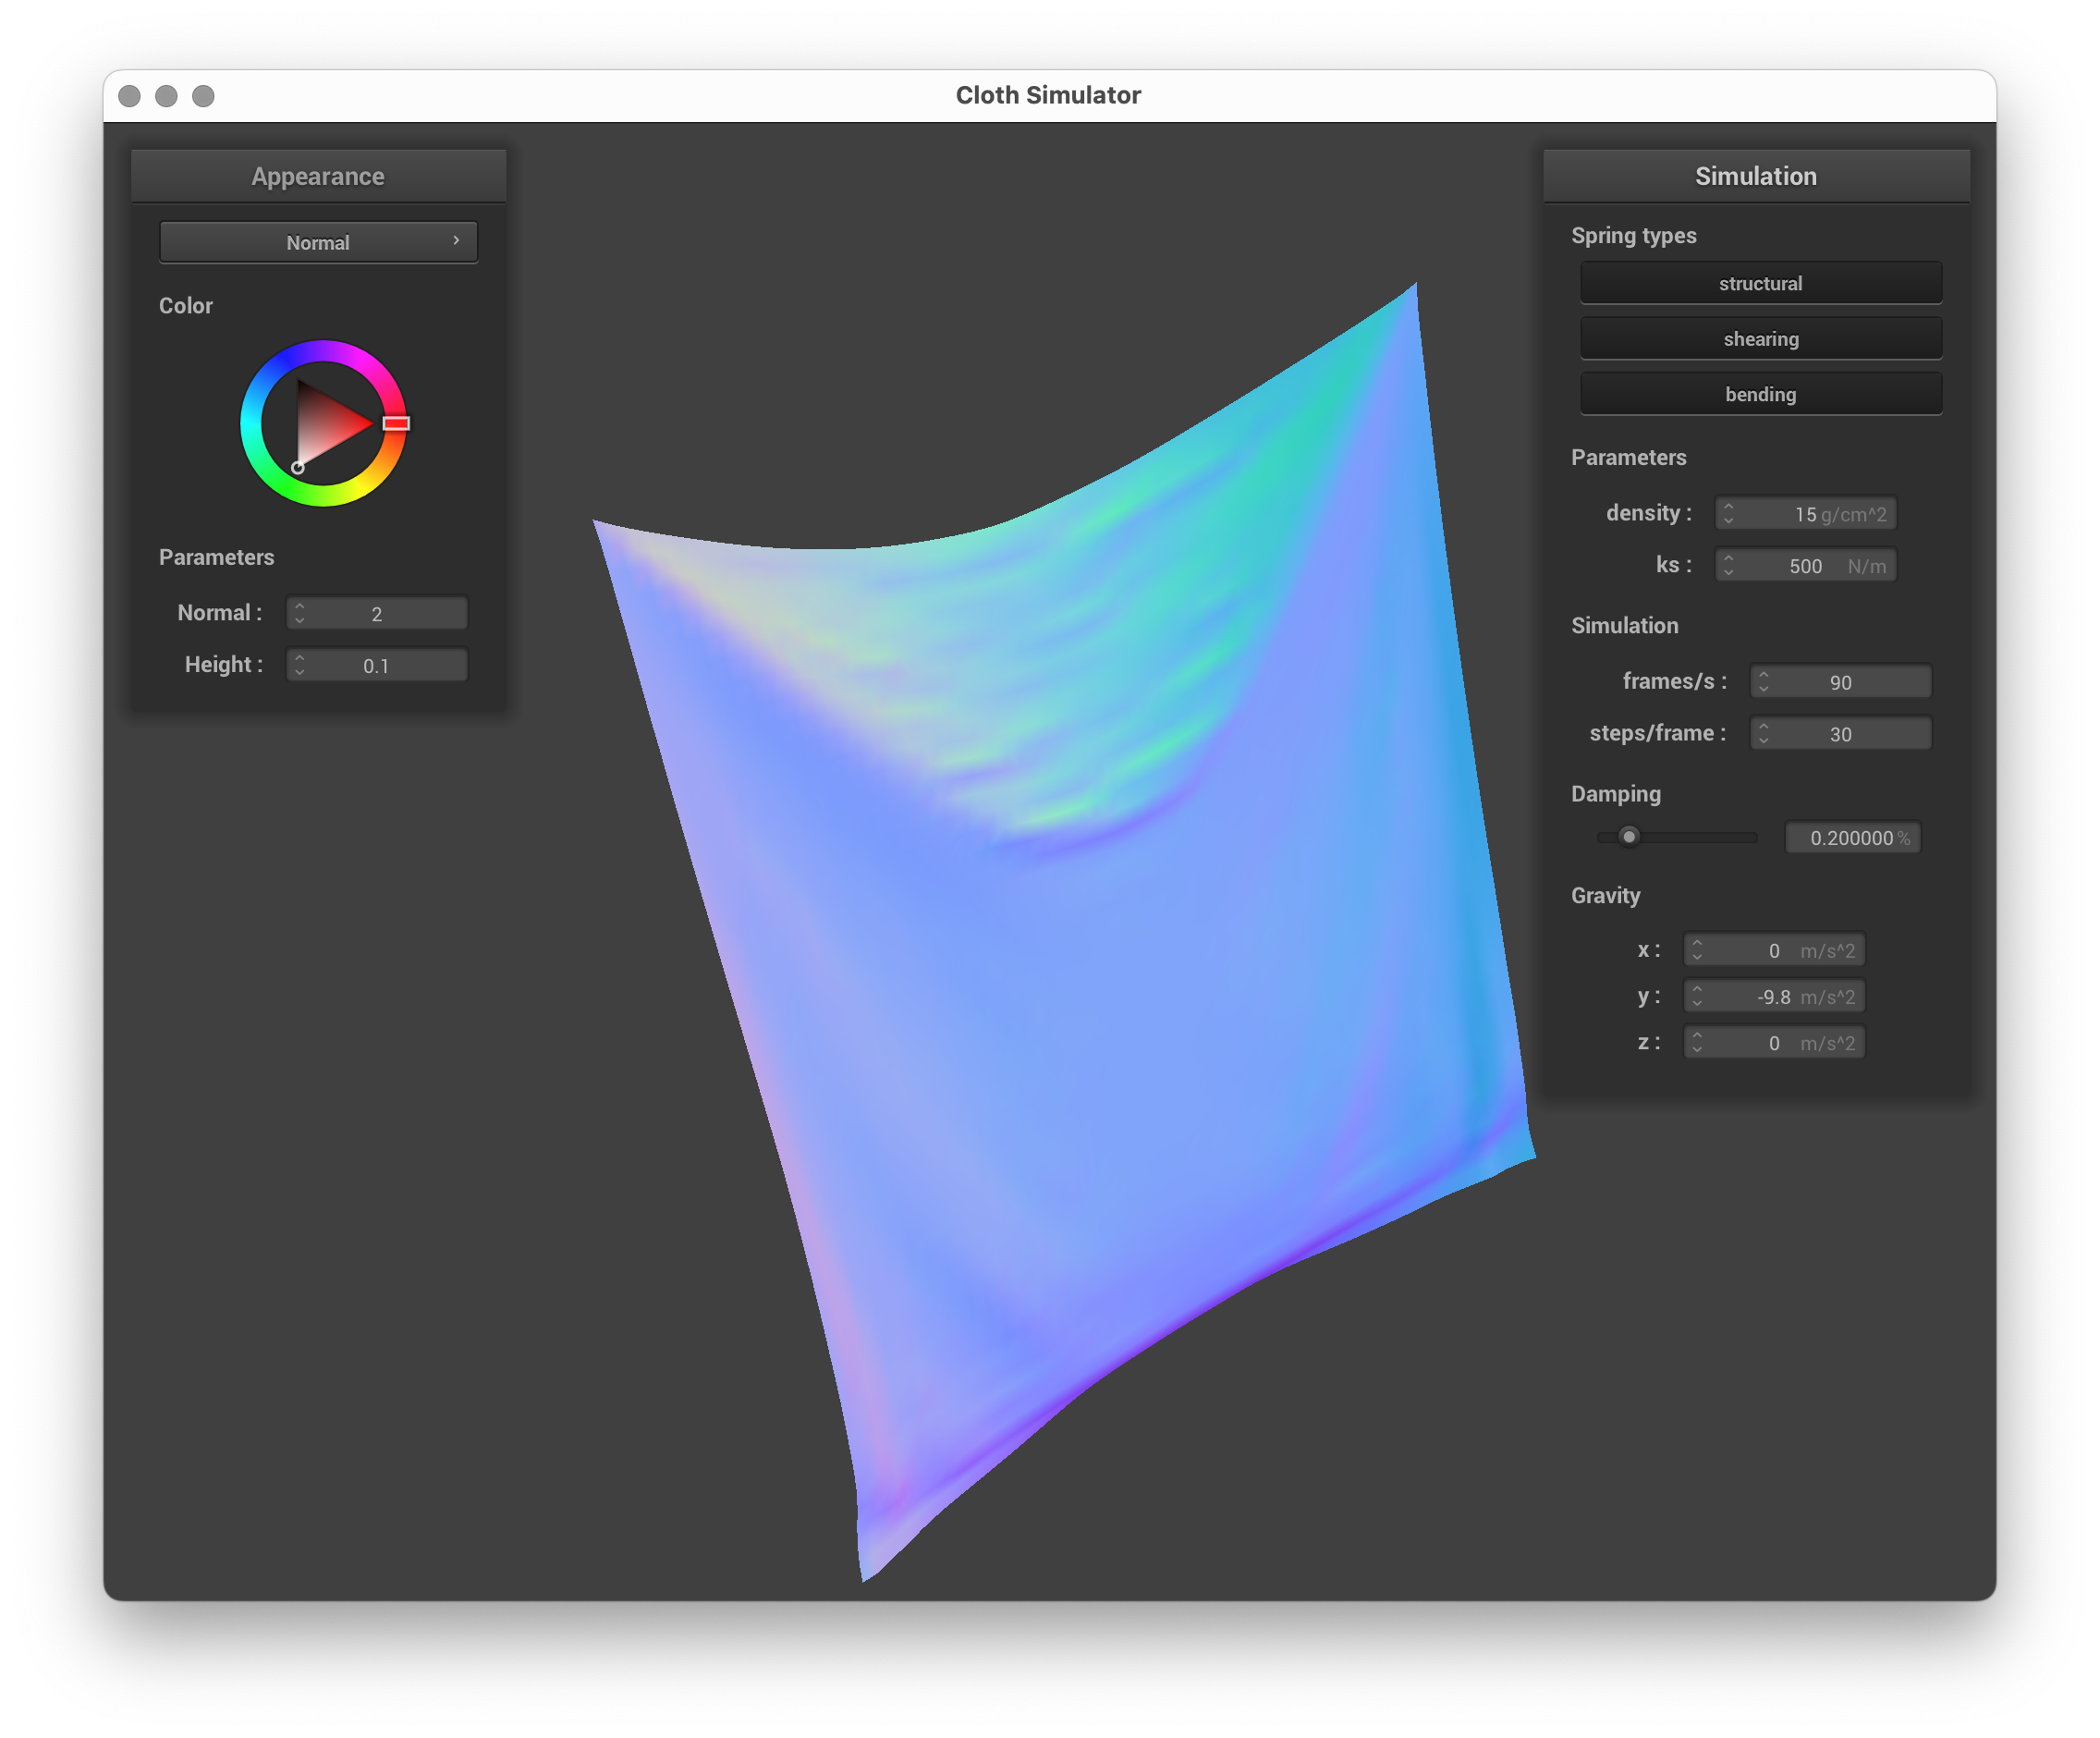 Cloth Simulator
Appearance
Normal
Color
Parameters
Normal : 2
Height : 0.1
Simulation
Spring types
structural
shearing
bending
Parameters
density : 15 g/cm^2
ks : 500 N/m
Simulation
frames/s : 90
steps/frame : 30
Damping
0.200000 %
Gravity
x : 0 m/s^2
y : -9.8 m/s^2
z : 0 m/s^2